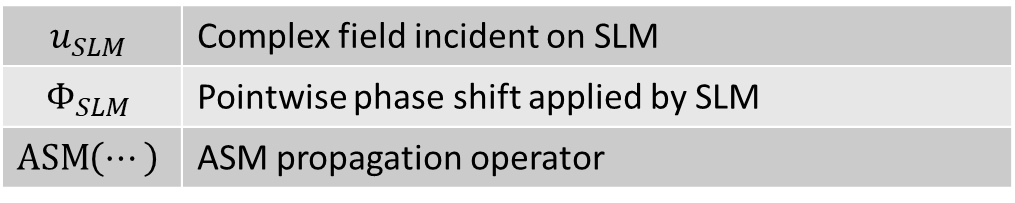 u_SLM Complex field incident on SLM
Φ_SLM Pointwise phase shift applied by SLM
ASM(⋯) ASM propagation operator